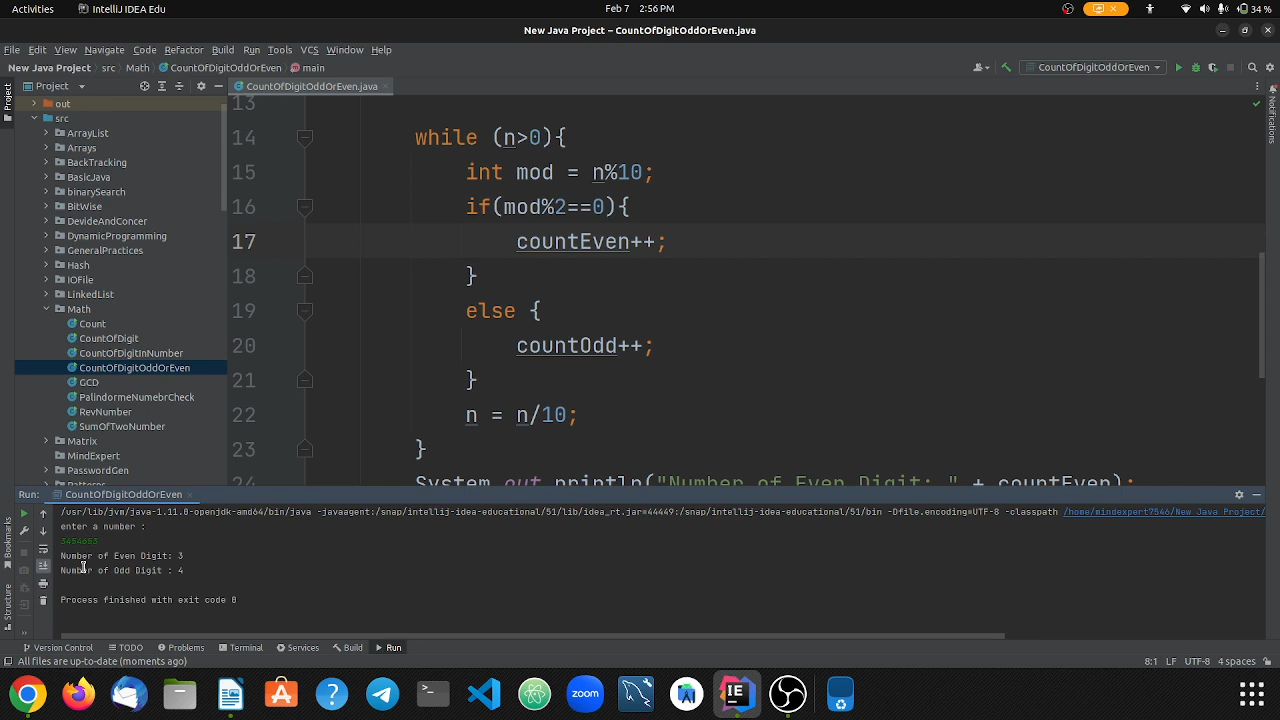 Activities IntelliJ IDEA Edu Feb 7 2:56 PM 34 %
New Java Project – CountOfDigitOddOrEven.java
File Edit View Navigate Code Refactor Build Run Tools VCS Window Help
New Java Project src Math CountOfDigitOddOrEven main CountOfDigitOddOrEven
Project Project CountOfDigitOddOrEven.java
out
src
ArrayList
Arrays
BackTracking
BasicJava
binarySearch
BitWise
DevideAndConcer
DynamicProgramming
GeneralPractices
Hash
IOFile
LinkedList
Math
Count
CountOfDigit
CountOfDigitInNumber
CountOfDigitOddOrEven
GCD
PalindormeNumebrCheck
RevNumber
SumOfTwoNumber
Matrix
MindExpert
PasswordGen
Patterns
13
14 while (n>0){
15 int mod = n%10;
16 if(mod%2==0){
17 countEven++;
18 }
19 else {
20 countOdd++;
21 }
22 n = n/10;
23 }
24 System.out.println("Number of Even Digit: " + countEven);
Notifications
Run: CountOfDigitOddOrEven
/usr/lib/jvm/java-1.11.0-openjdk-amd64/bin/java -javaagent:/snap/intellij-idea-educational/51/lib/idea_rt.jar=44449:/snap/intellij-idea-educational/51/bin -Dfile.encoding=UTF-8 -classpath /home/mindexpert7546/New Java Project/
enter a number :
3454653
Number of Even Digit: 3
Number of Odd Digit : 4
Process finished with exit code 0
Bookmarks
Structure
Version Control TODO Problems Terminal Services Build Run
All files are up-to-date (moments ago) 8:1 LF UTF-8 4 spaces
zoom
IE